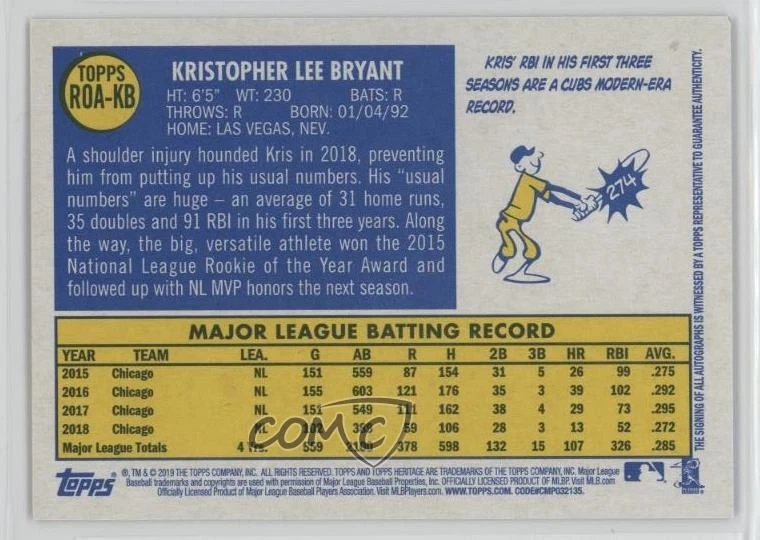 TOPPS
ROA-KB
KRISTOPHER LEE BRYANT
HT: 6'5" WT: 230 BATS: R
THROWS: R BORN: 01/04/92
HOME: LAS VEGAS, NEV.
A shoulder injury hounded Kris in 2018, preventing
him from putting up his usual numbers. His “usual
numbers” are huge – an average of 31 home runs,
35 doubles and 91 RBI in his first three years. Along
the way, the big, versatile athlete won the 2015
National League Rookie of the Year Award and
followed up with NL MVP honors the next season.
KRIS' RBI IN HIS FIRST THREE
SEASONS ARE A CUBS MODERN-ERA
RECORD.
274
THE SIGNING OF ALL AUTOGRAPHS IS WITNESSED BY A TOPPS REPRESENTATIVE TO GUARANTEE AUTHENTICITY.
MAJOR LEAGUE BATTING RECORD
YEAR TEAM LEA. G AB R H 2B 3B HR RBI AVG.
2015 Chicago NL 151 559 87 154 31 5 26 99 .275
2016 Chicago NL 155 603 121 176 35 3 39 102 .292
2017 Chicago NL 151 549 111 162 38 4 29 73 .295
2018 Chicago NL 102 59 106 28 3 13 52 .272
Major League Totals 4 Yrs. 559 378 598 132 15 107 326 .285
COMC
Topps
®, TM & © 2019 THE TOPPS COMPANY, INC. ALL RIGHTS RESERVED. TOPPS AND TOPPS HERITAGE ARE TRADEMARKS OF THE TOPPS COMPANY, INC. Major League
Baseball trademarks and copyrights are used with permission of Major League Baseball Properties, Inc. OFFICIALLY LICENSED PRODUCT OF MLBP. Visit MLB.com
Officially Licensed Product of Major League Baseball Players Association. Visit MLBPlayers.com. WWW.TOPPS.COM. CODE#CMP032135.